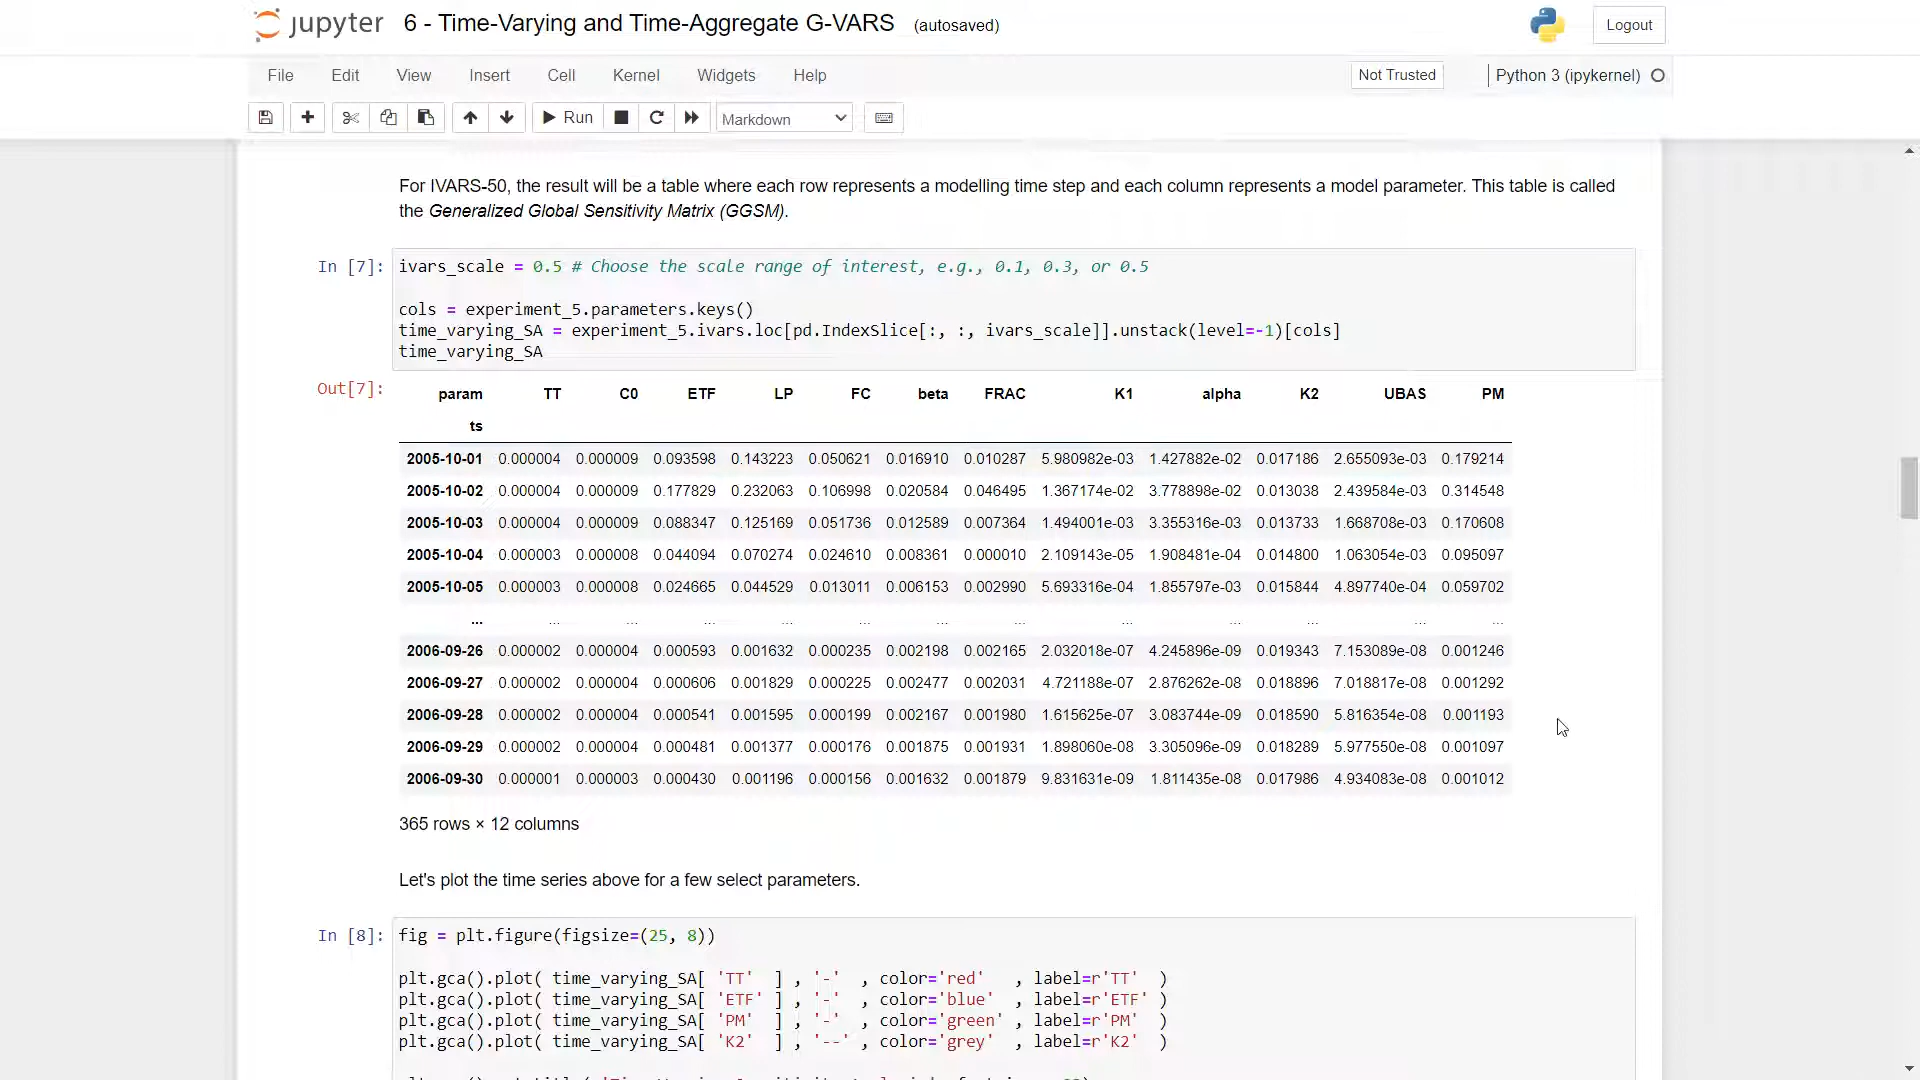 jupyter 6 - Time-Varying and Time-Aggregate G-VARS (autosaved) Logout
File Edit View Insert Cell Kernel Widgets Help Not Trusted Python 3 (ipykernel)
Run Markdown
For IVARS-50, the result will be a table where each row represents a modelling time step and each column represents a model parameter. This table is called
the Generalized Global Sensitivity Matrix (GGSM).
In [7]: ivars_scale = 0.5 # Choose the scale range of interest, e.g., 0.1, 0.3, or 0.5
cols = experiment_5.parameters.keys()
time_varying_SA = experiment_5.ivars.loc[pd.IndexSlice[:, :, ivars_scale]].unstack(level=-1)[cols]
time_varying_SA
Out[7]: param TT C0 ETF LP FC beta FRAC K1 alpha K2 UBAS PM
ts
2005-10-01 0.000004 0.000009 0.093598 0.143223 0.050621 0.016910 0.010287 5.980982e-03 1.427882e-02 0.017186 2.655093e-03 0.179214
2005-10-02 0.000004 0.000009 0.177829 0.232063 0.106998 0.020584 0.046495 1.367174e-02 3.778898e-02 0.013038 2.439584e-03 0.314548
2005-10-03 0.000004 0.000009 0.088347 0.125169 0.051736 0.012589 0.007364 1.494001e-03 3.355316e-03 0.013733 1.668708e-03 0.170608
2005-10-04 0.000003 0.000008 0.044094 0.070274 0.024610 0.008361 0.000010 2.109143e-05 1.908481e-04 0.014800 1.063054e-03 0.095097
2005-10-05 0.000003 0.000008 0.024665 0.044529 0.013011 0.006153 0.002990 5.693316e-04 1.855797e-03 0.015844 4.897740e-04 0.059702
... ... ... ... ... ... ... ... ... ... ... ... ...
2006-09-26 0.000002 0.000004 0.000593 0.001632 0.000235 0.002198 0.002165 2.032018e-07 4.245896e-09 0.019343 7.153089e-08 0.001246
2006-09-27 0.000002 0.000004 0.000606 0.001829 0.000225 0.002477 0.002031 4.721188e-07 2.876262e-08 0.018896 7.018817e-08 0.001292
2006-09-28 0.000002 0.000004 0.000541 0.001595 0.000199 0.002167 0.001980 1.615625e-07 3.083744e-09 0.018590 5.816354e-08 0.001193
2006-09-29 0.000002 0.000004 0.000481 0.001377 0.000176 0.001875 0.001931 1.898060e-08 3.305096e-09 0.018289 5.977550e-08 0.001097
2006-09-30 0.000001 0.000003 0.000430 0.001196 0.000156 0.001632 0.001879 9.831631e-09 1.811435e-08 0.017986 4.934083e-08 0.001012
365 rows × 12 columns
Let's plot the time series above for a few select parameters.
In [8]: fig = plt.figure(figsize=(25, 8))
plt.gca().plot( time_varying_SA[ 'TT' ] , '-' , color='red' , label=r'TT' )
plt.gca().plot( time_varying_SA[ 'ETF' ] , '-' , color='blue' , label=r'ETF' )
plt.gca().plot( time_varying_SA[ 'PM' ] , '-' , color='green' , label=r'PM' )
plt.gca().plot( time_varying_SA[ 'K2' ] , '--' , color='grey' , label=r'K2' )